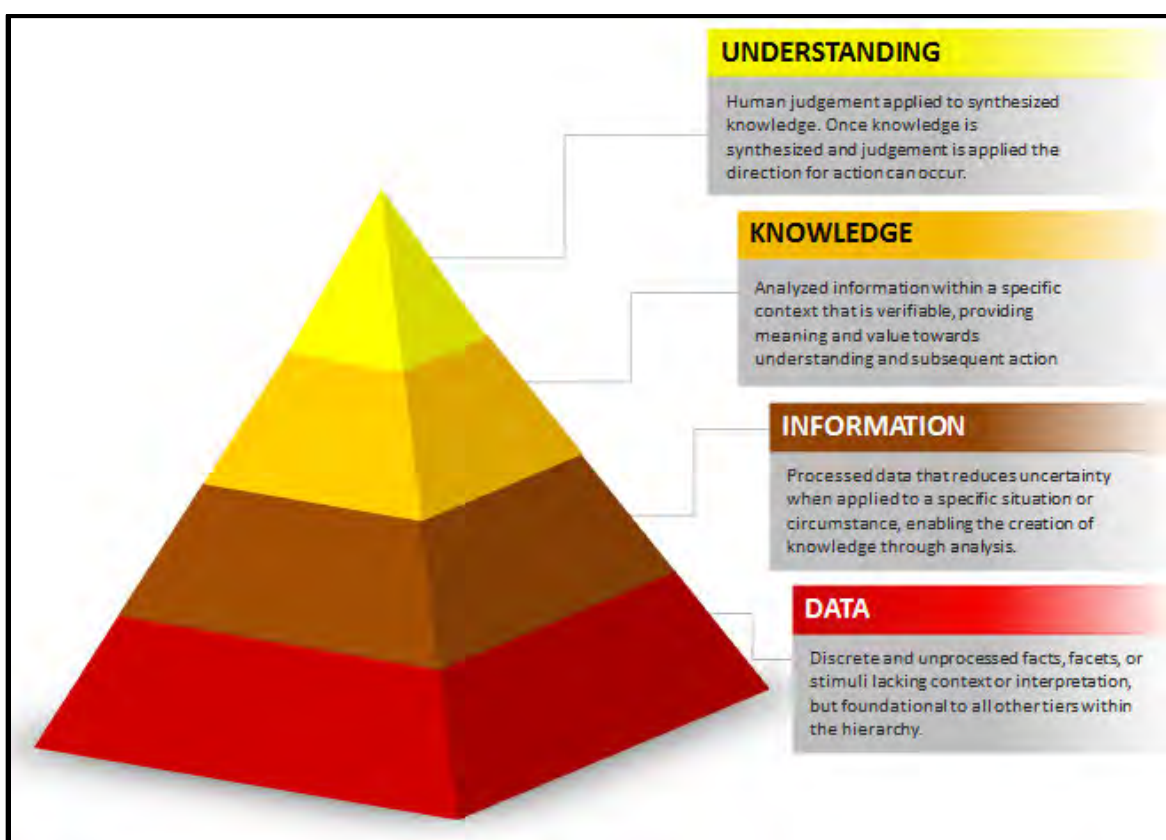 UNDERSTANDING
Human judgement applied to synthesized
knowledge. Once knowledge is
synthesized and judgement is applied the
direction for action can occur.
KNOWLEDGE
Analyzed information within a specific
context that is verifiable, providing
meaning and value towards
understanding and subsequent action
INFORMATION
Processed data that reduces uncertainty
when applied to a specific situation or
circumstance, enabling the creation of
knowledge through analysis.
DATA
Discrete and unprocessed facts, facets, or
stimuli lacking context or interpretation,
but foundational to all other tiers within
the hierarchy.